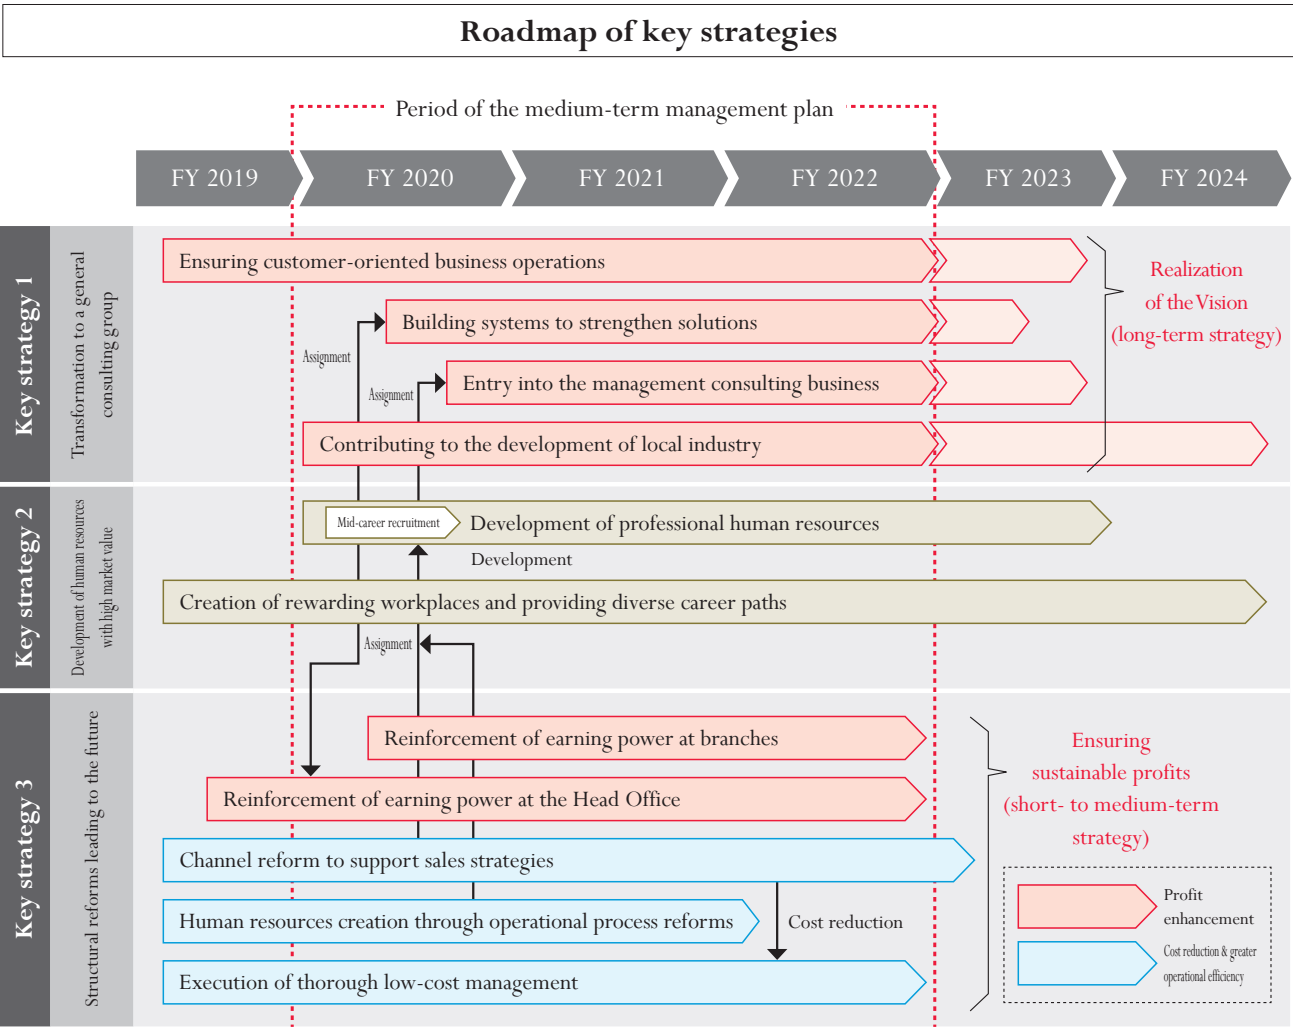 Roadmap of key strategies
Period of the medium-term management plan
FY 2019
FY 2020
FY 2021
FY 2022
FY 2023
FY 2024
Key strategy 1
Transformation to a general
consulting group
Ensuring customer-oriented business operations
Building systems to strengthen solutions
Assignment
Entry into the management consulting business
Assignment
Contributing to the development of local industry
Realization
of the Vision
(long-term strategy)
Key strategy 2
Development of human resources
with high market value
Mid-career recruitment
Development of professional human resources
Development
Creation of rewarding workplaces and providing diverse career paths
Assignment
Key strategy 3
Structural reforms leading to the future
Reinforcement of earning power at branches
Reinforcement of earning power at the Head Office
Channel reform to support sales strategies
Human resources creation through operational process reforms
Cost reduction
Execution of thorough low-cost management
Ensuring
sustainable profits
(short- to medium-term
strategy)
Profit
enhancement
Cost reduction & greater
operational efficiency